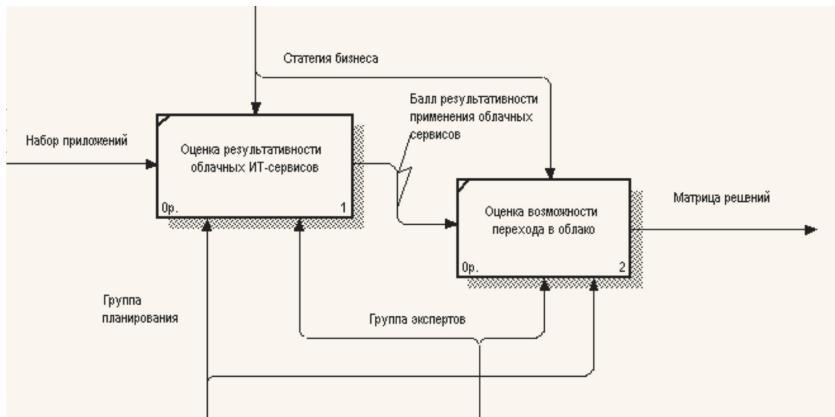 Статегия бизнеса
Балл результативности
применения облачных
сервисов
Набор приложений
Оценка результативности
облачных ИТ-сервисов
0р.
1
Оценка возможности
перехода в облако
0р.
2
Матрица решений
Группа
планирования
Группа экспертов